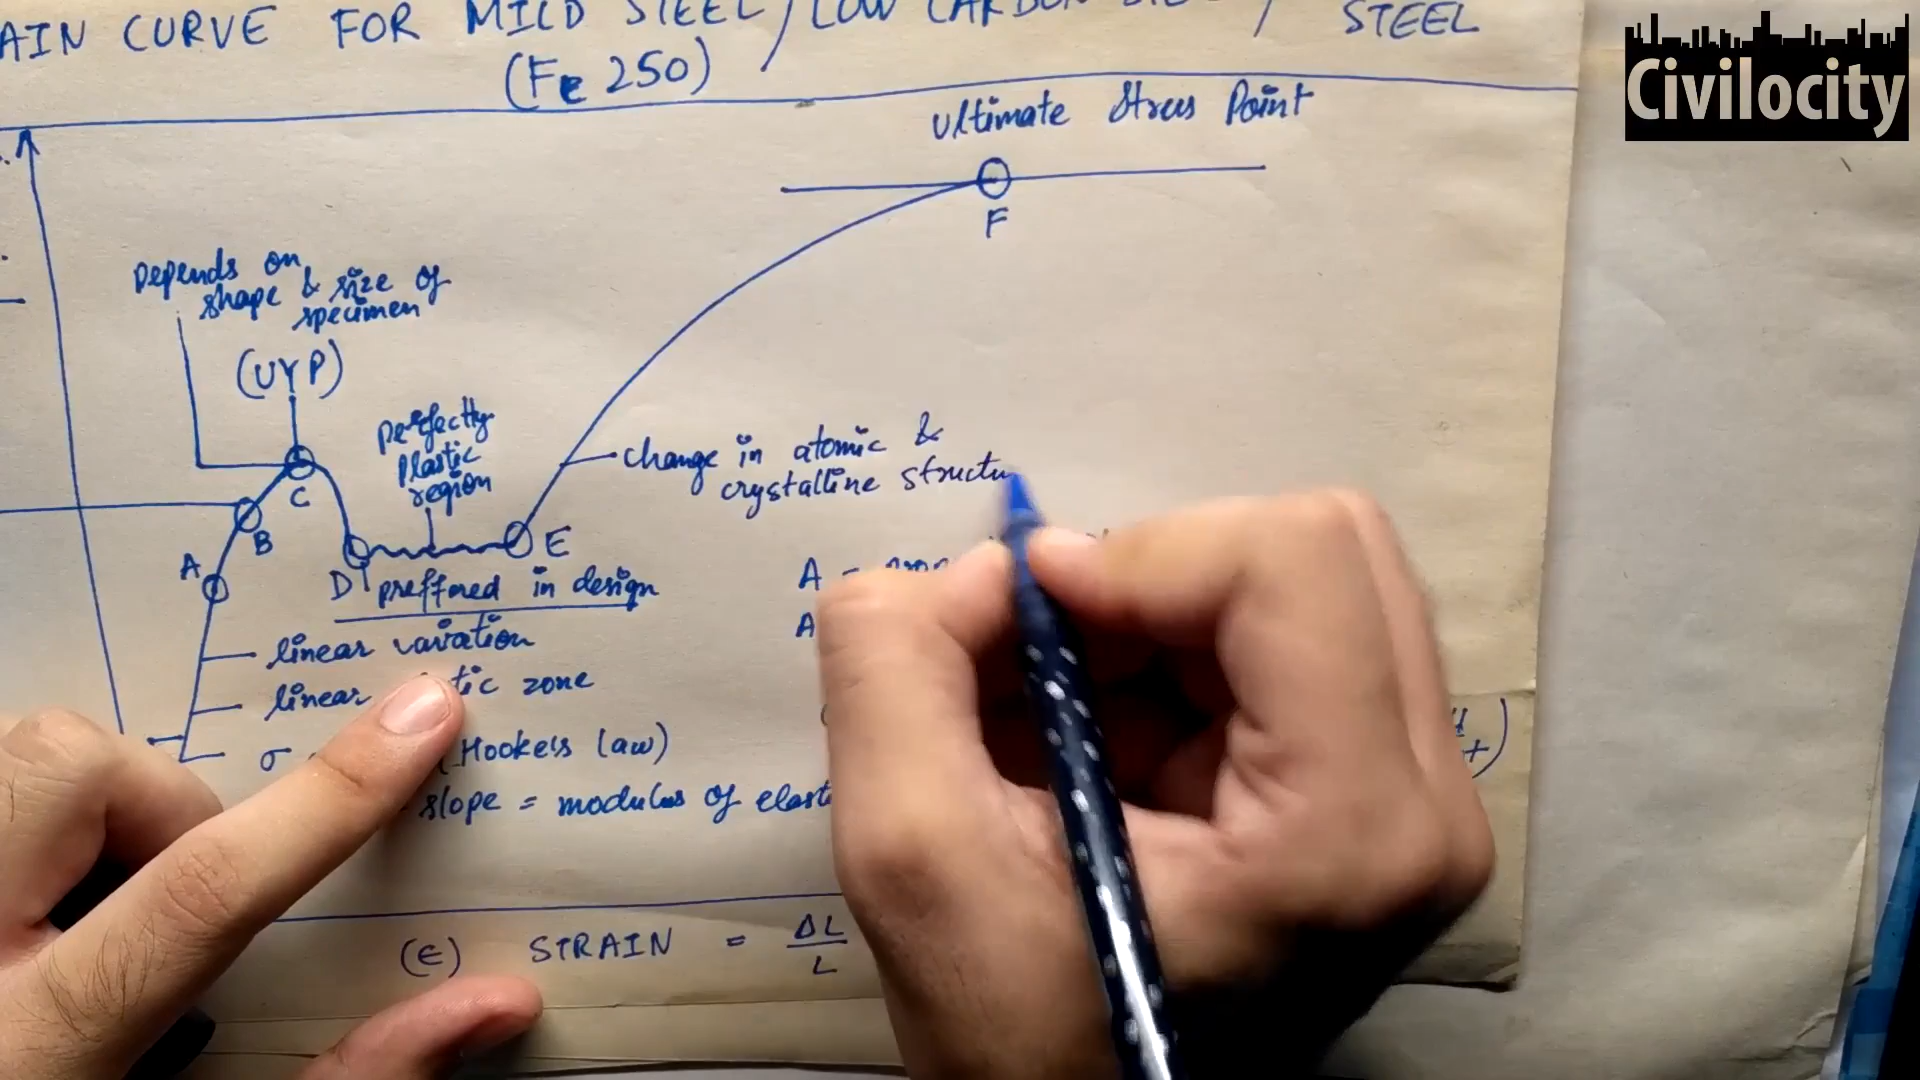 AIN CURVE FOR MILD STEEL / LOW CARBON / STEEL
(Fe 250)
Civilocity
Ultimate Stress Point
F
Depends on
shape & size of
specimen
(UYP)
perfectly
plastic
region
change in atomic &
crystalline structu
C
B
E
A
D
preffered in design
A -
A
linear variation
linear tic zone
σ
(Hooke's law)
slope = modulus of elast
(ϵ) STRAIN = ΔL
L